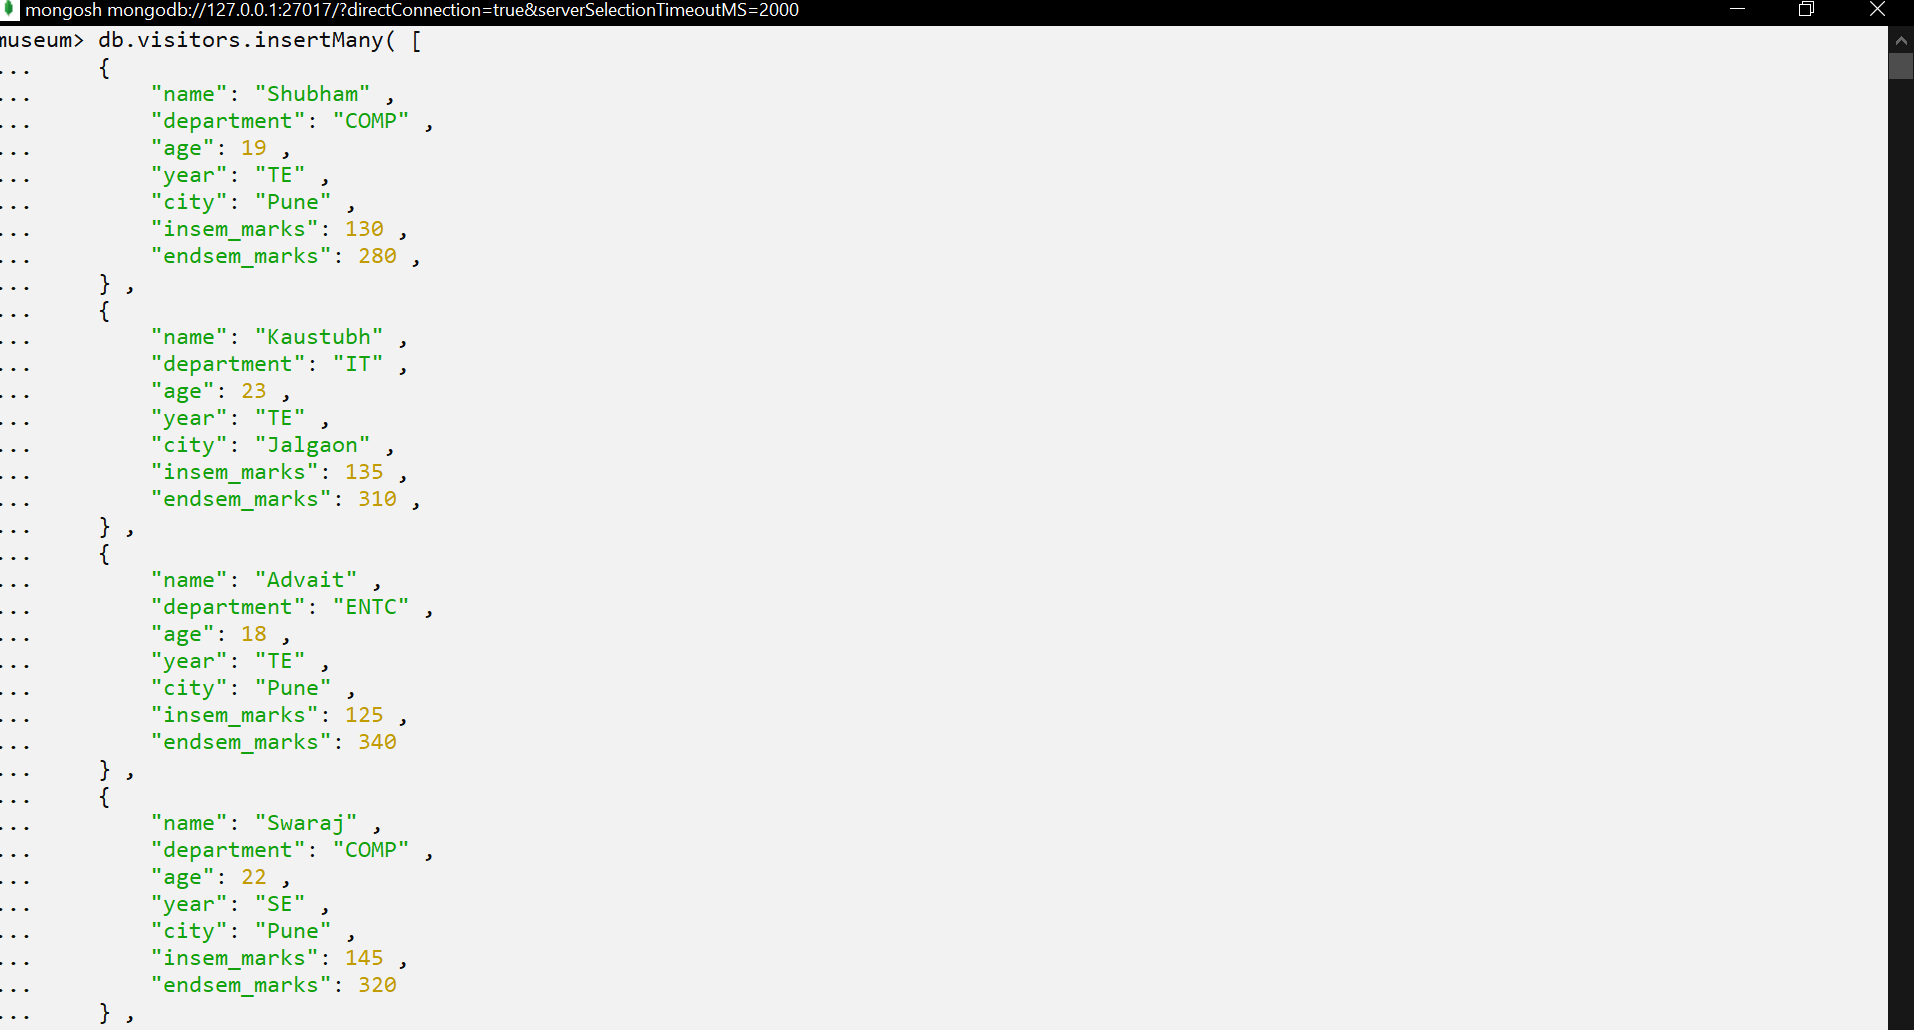 mongosh mongodb://127.0.0.1:27017/?directConnection=true&serverSelectionTimeoutMS=2000
museum> db.visitors.insertMany( [
...     {
...         "name": "Shubham" ,
...         "department": "COMP" ,
...         "age": 19 ,
...         "year": "TE" ,
...         "city": "Pune" ,
...         "insem_marks": 130 ,
...         "endsem_marks": 280 ,
...     } ,
...     {
...         "name": "Kaustubh" ,
...         "department": "IT" ,
...         "age": 23 ,
...         "year": "TE" ,
...         "city": "Jalgaon" ,
...         "insem_marks": 135 ,
...         "endsem_marks": 310 ,
...     } ,
...     {
...         "name": "Advait" ,
...         "department": "ENTC" ,
...         "age": 18 ,
...         "year": "TE" ,
...         "city": "Pune" ,
...         "insem_marks": 125 ,
...         "endsem_marks": 340
...     } ,
...     {
...         "name": "Swaraj" ,
...         "department": "COMP" ,
...         "age": 22 ,
...         "year": "SE" ,
...         "city": "Pune" ,
...         "insem_marks": 145 ,
...         "endsem_marks": 320
...     } ,